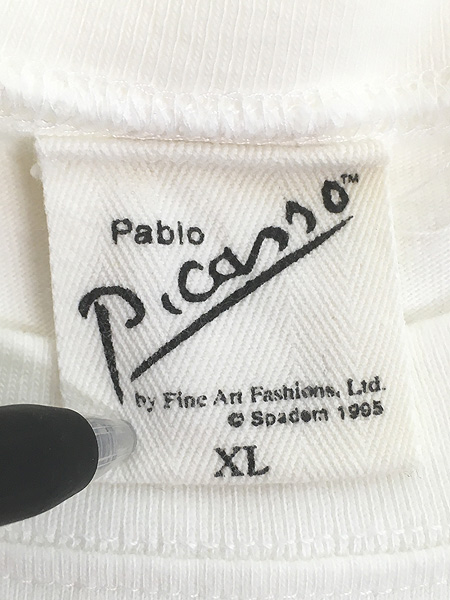 Pablo
Picasso™
by Fine Art Fashions, Ltd.
© Spadem 1995
XL